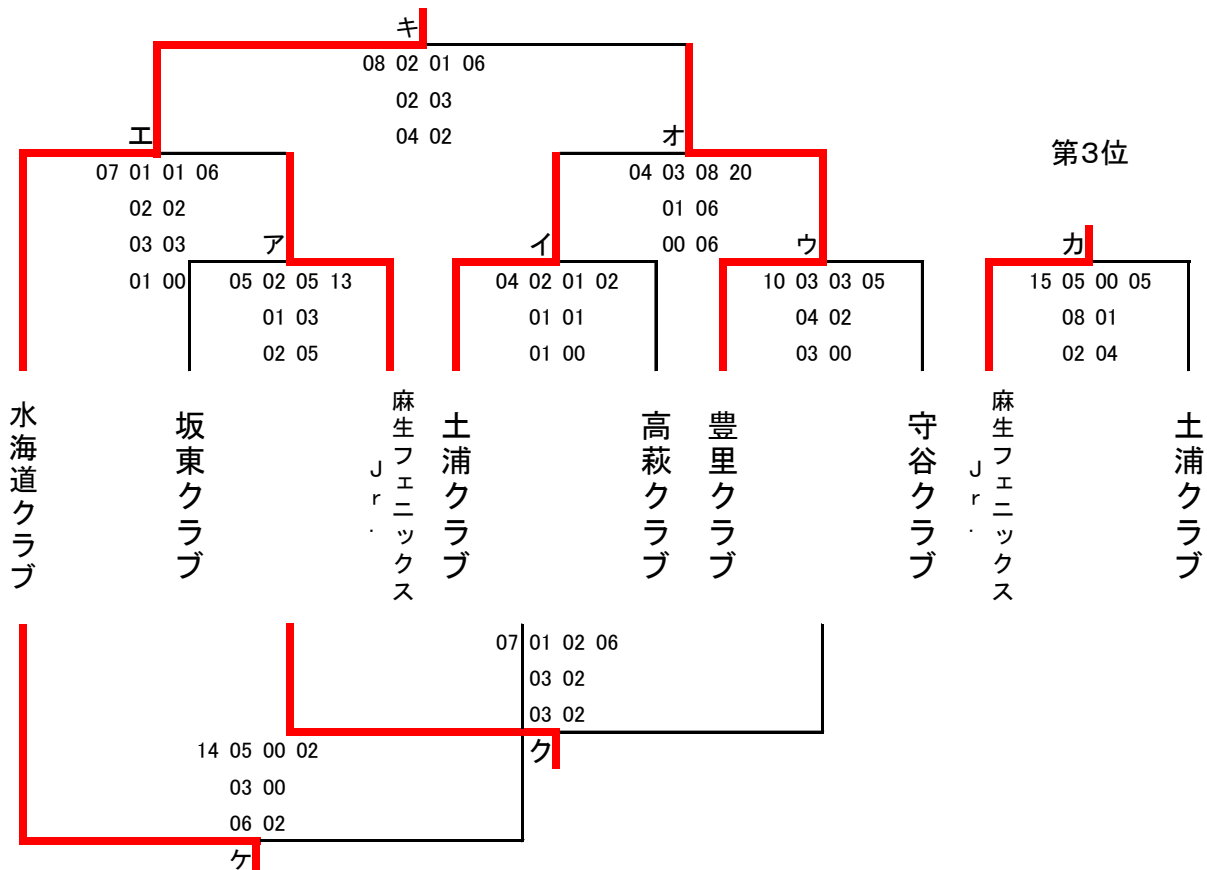 キ
08 02 01 06
02 03
04 02
エ
オ
第3位
07 01 01 06
04 03 08 20
02 02
01 06
03 03
ア
イ
00 06
ウ
カ
01 00
05 02 05 13
04 02 01 02
10 03 03 05
15 05 00 05
01 03
01 01
04 02
08 01
02 05
01 00
03 00
02 04
水海道クラブ
坂東クラブ
麻生フェニックス
Jr.
土浦クラブ
高萩クラブ
豊里クラブ
守谷クラブ
麻生フェニックス
Jr.
土浦クラブ
07 01 02 06
03 02
03 02
ク
14 05 00 02
03 00
06 02
ケ